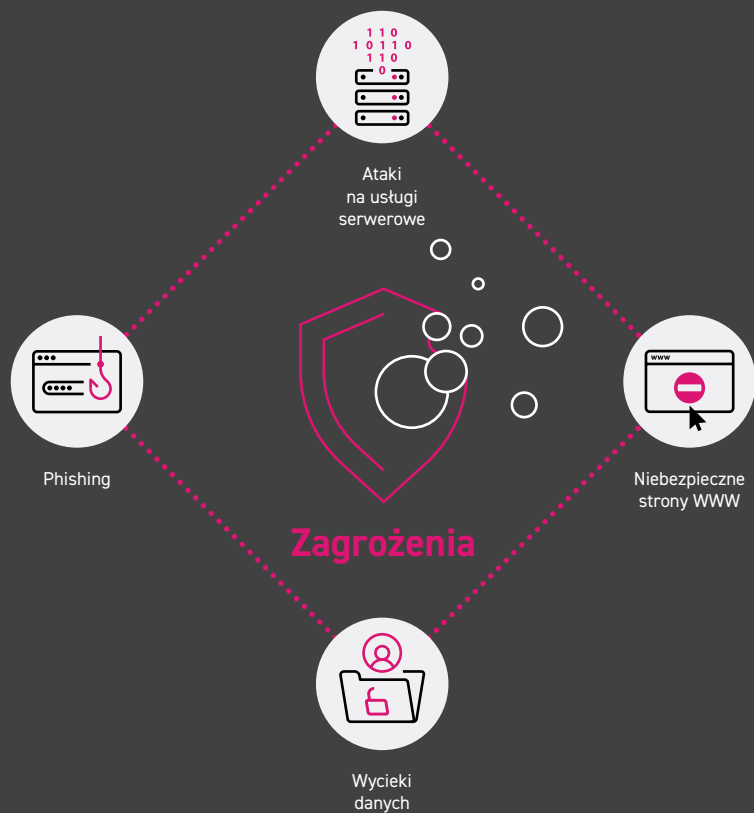 1 1 0
1 0 1 1 0
1 1 0
0
Ataki
na usługi
serwerowe
Phishing
www
Niebezpieczne
strony WWW
Zagrożenia
Wycieki
danych